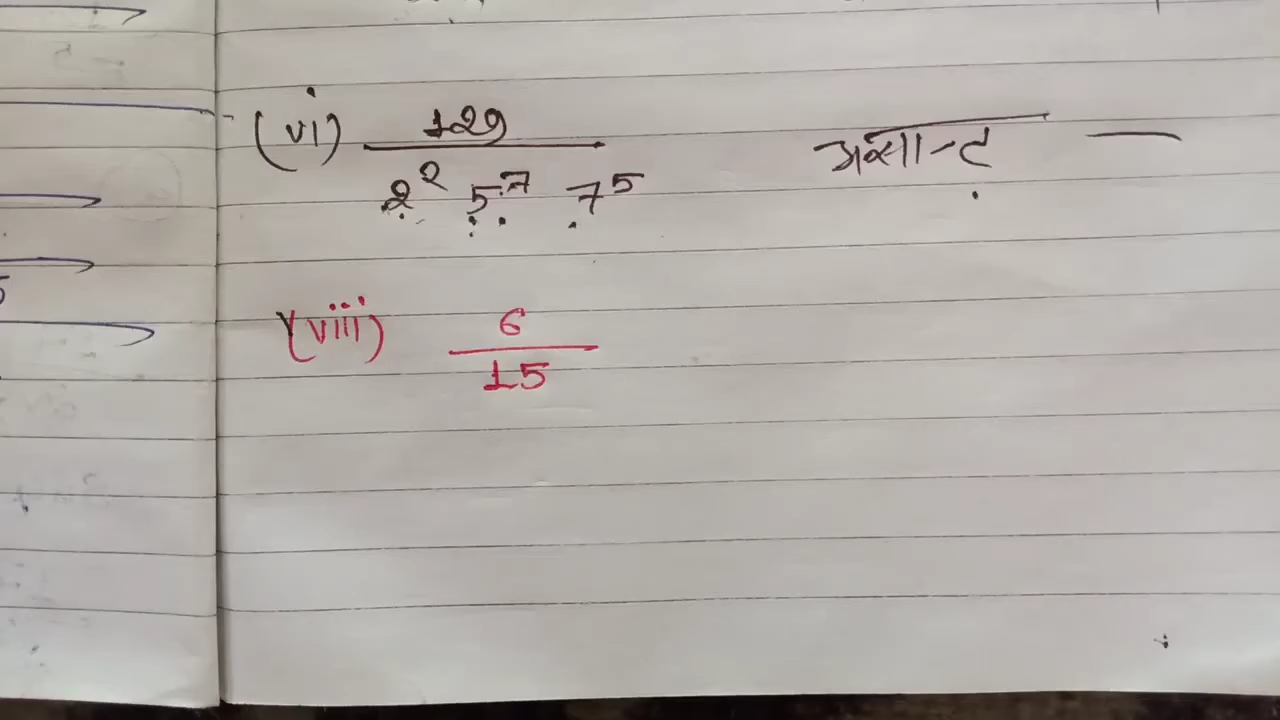 (vi) 129 / 2² 5⁷ 7⁵ असान्त —
(viii) 6 / 15